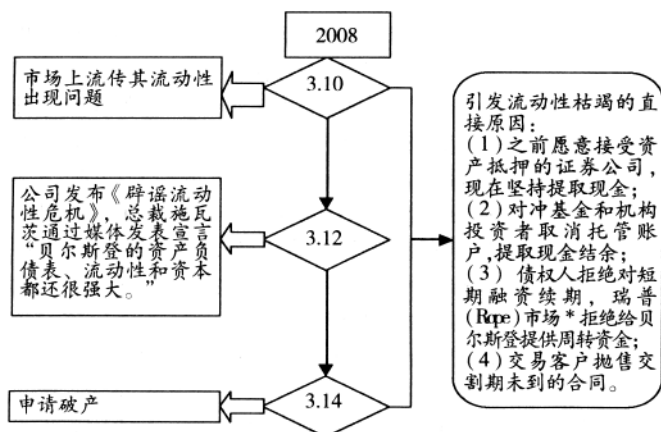 2008
市场上流传其流动性
出现问题
3.10
公司发布《辟谣流动
性危机》，总裁施瓦
茨通过媒体发表宣言
“贝尔斯登的资产负
债表、流动性和资本
都还很强大。”
3.12
申请破产
3.14
引发流动性枯竭的直
接原因：
(1)之前愿意接受资
产抵押的证券公司，
现在坚持提取现金；
(2)对冲基金和机构
投资者取消托管账
户,提取现金结余；
(3) 债权人拒绝对短
期融资续期，瑞普
(Rope)市场*拒绝给贝
尔斯登提供周转资金；
(4)交易客户抛售交
割期未到的合同。